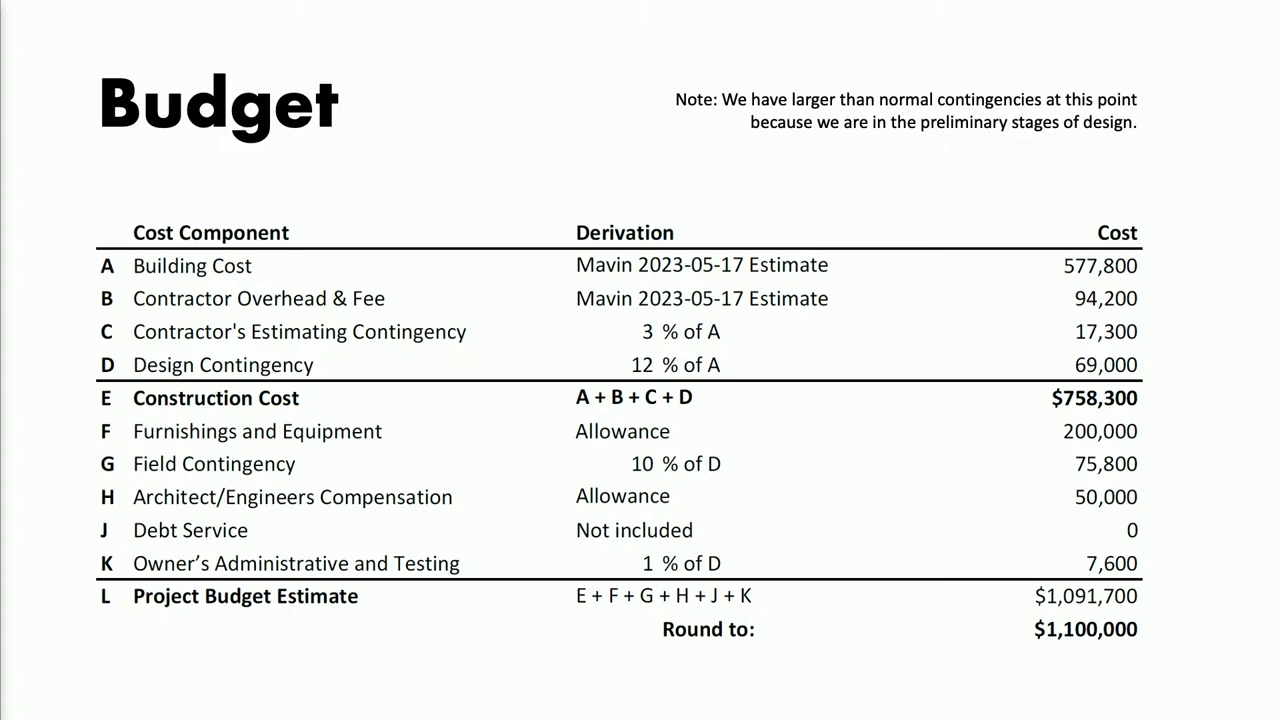 Budget
Note: We have larger than normal contingencies at this point
because we are in the preliminary stages of design.
Cost Component Derivation Cost
A Building Cost Mavin 2023-05-17 Estimate 577,800
B Contractor Overhead & Fee Mavin 2023-05-17 Estimate 94,200
C Contractor's Estimating Contingency 3 % of A 17,300
D Design Contingency 12 % of A 69,000
E Construction Cost A + B + C + D $758,300
F Furnishings and Equipment Allowance 200,000
G Field Contingency 10 % of D 75,800
H Architect/Engineers Compensation Allowance 50,000
J Debt Service Not included 0
K Owner’s Administrative and Testing 1 % of D 7,600
L Project Budget Estimate E + F + G + H + J + K $1,091,700
Round to: $1,100,000